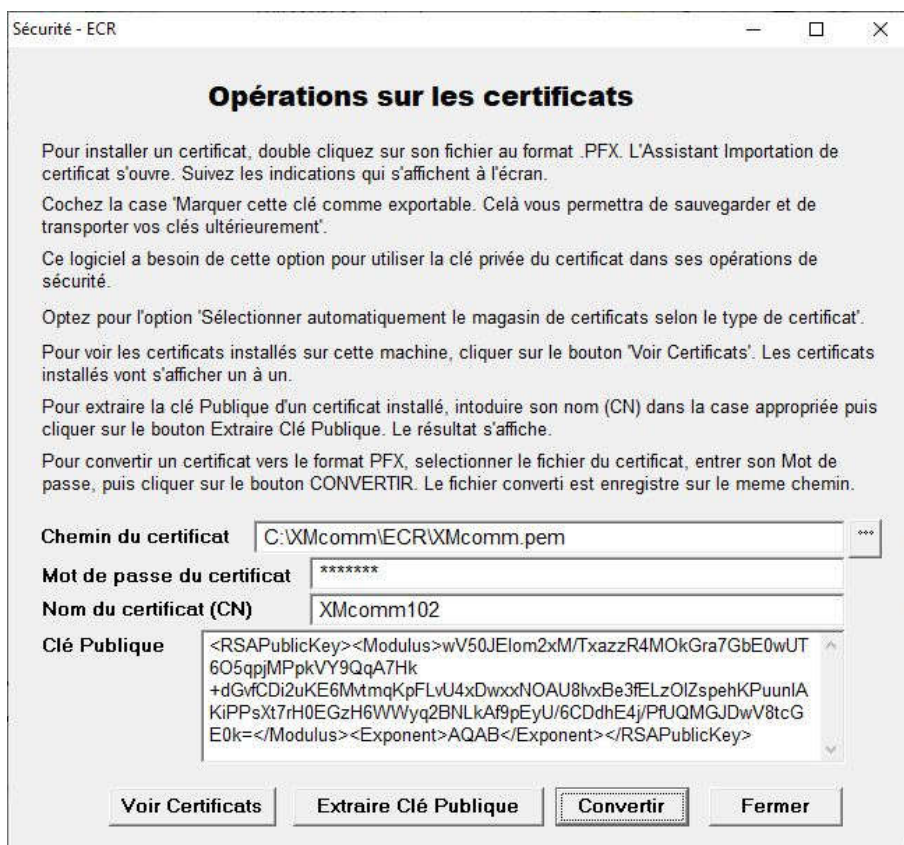 Sécurité - ECR
Opérations sur les certificats
Pour installer un certificat, double cliquez sur son fichier au format .PFX. L'Assistant Importation de
certificat s'ouvre. Suivez les indications qui s'affichent à l'écran.
Cochez la case 'Marquer cette clé comme exportable. Celà vous permettra de sauvegarder et de
transporter vos clés ultérieurement'.
Ce logiciel a besoin de cette option pour utiliser la clé privée du certificat dans ses opérations de
sécurité.
Optez pour l'option 'Sélectionner automatiquement le magasin de certificats selon le type de certificat'.
Pour voir les certificats installés sur cette machine, cliquer sur le bouton 'Voir Certificats'. Les certificats
installés vont s'afficher un à un.
Pour extraire la clé Publique d'un certificat installé, intoduire son nom (CN) dans la case appropriée puis
cliquer sur le bouton Extraire Clé Publique. Le résultat s'affiche.
Pour convertir un certificat vers le format PFX, selectionner le fichier du certificat, entrer son Mot de
passe, puis cliquer sur le bouton CONVERTIR. Le fichier converti est enregistre sur le meme chemin.
Chemin du certificat C:\XMcomm\ECR\XMcomm.pem ...
Mot de passe du certificat *******
Nom du certificat (CN) XMcomm102
Clé Publique <RSAPublicKey><Modulus>wV50JElom2xM/TxazzR4MOkGra7GbE0wUT
6O5qpjMPpkVY9QqA7Hk
+dGvfCDi2uKE6MvtmqKpFLvU4xDwxxNOAU8lvxBe3fELzOlZspehKPuunlA
KiPPsXt7rH0EGzH6WWyq2BNLkAf9pEyU/6CDdhE4j/PfUQMGJDwV8tcG
E0k=</Modulus><Exponent>AQAB</Exponent></RSAPublicKey>
Voir Certificats Extraire Clé Publique Convertir Fermer